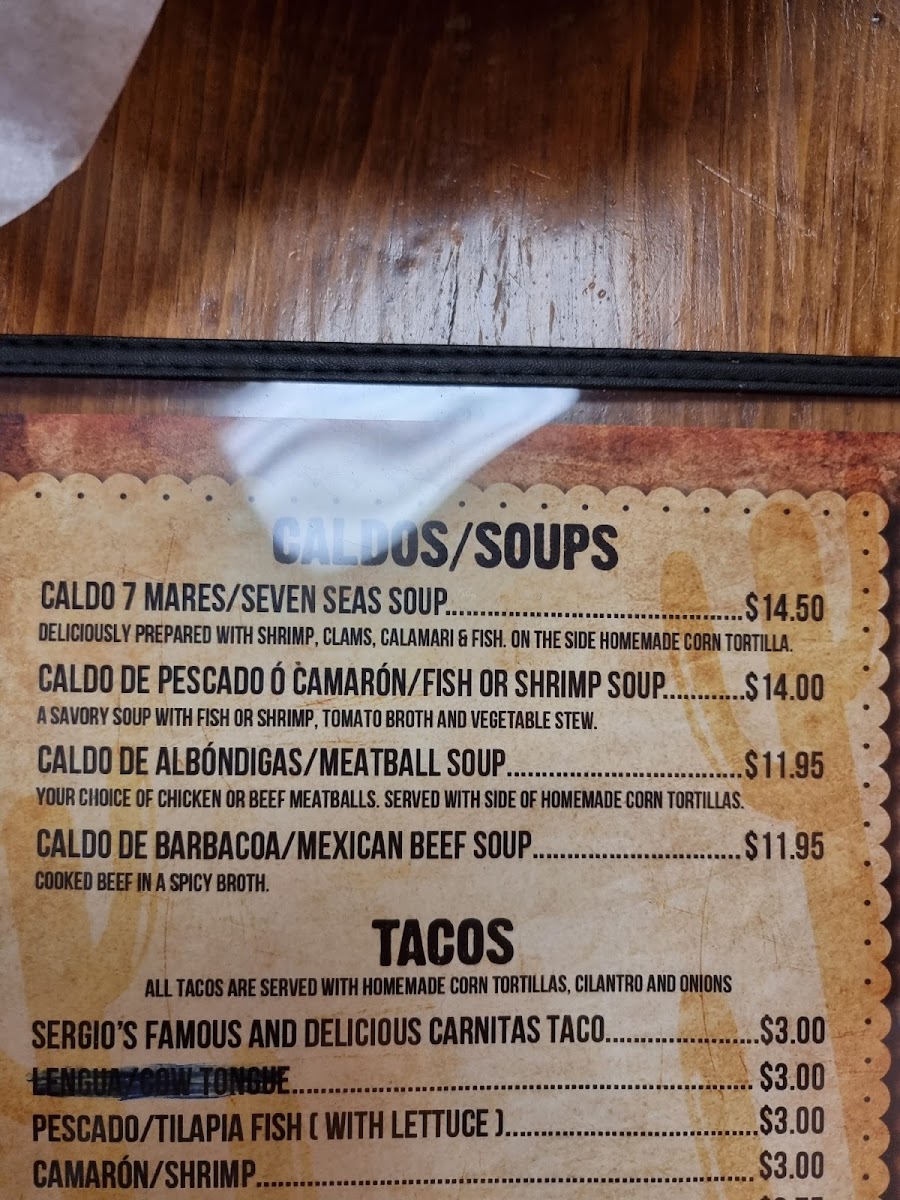 CALDOS/SOUPS
CALDO 7 MARES/SEVEN SEAS SOUP........................................$14.50
DELICIOUSLY PREPARED WITH SHRIMP, CLAMS, CALAMARI & FISH. ON THE SIDE HOMEMADE CORN TORTILLA.
CALDO DE PESCADO Ó CAMARÓN/FISH OR SHRIMP SOUP............$14.00
A SAVORY SOUP WITH FISH OR SHRIMP, TOMATO BROTH AND VEGETABLE STEW.
CALDO DE ALBÓNDIGAS/MEATBALL SOUP................................$11.95
YOUR CHOICE OF CHICKEN OR BEEF MEATBALLS. SERVED WITH SIDE OF HOMEMADE CORN TORTILLAS.
CALDO DE BARBACOA/MEXICAN BEEF SOUP............................$11.95
COOKED BEEF IN A SPICY BROTH.
TACOS
ALL TACOS ARE SERVED WITH HOMEMADE CORN TORTILLAS, CILANTRO AND ONIONS
SERGIO'S FAMOUS AND DELICIOUS CARNITAS TACO.....................$3.00
LENGUA/COW TONGUE............................................................... $3.00
PESCADO/TILAPIA FISH ( WITH LETTUCE )...................................$3.00
CAMARÓN/SHRIMP....................................................................$3.00